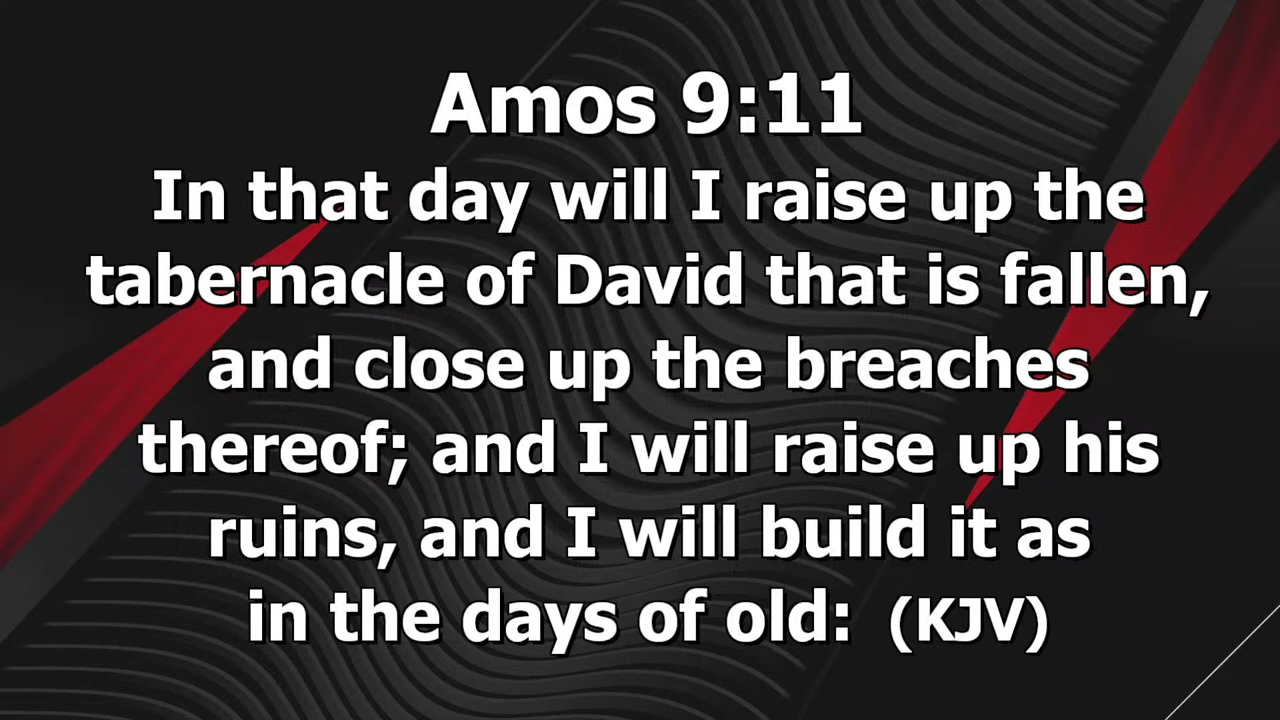 Amos 9:11
In that day will I raise up the
tabernacle of David that is fallen,
and close up the breaches
thereof; and I will raise up his
ruins, and I will build it as
in the days of old: (KJV)